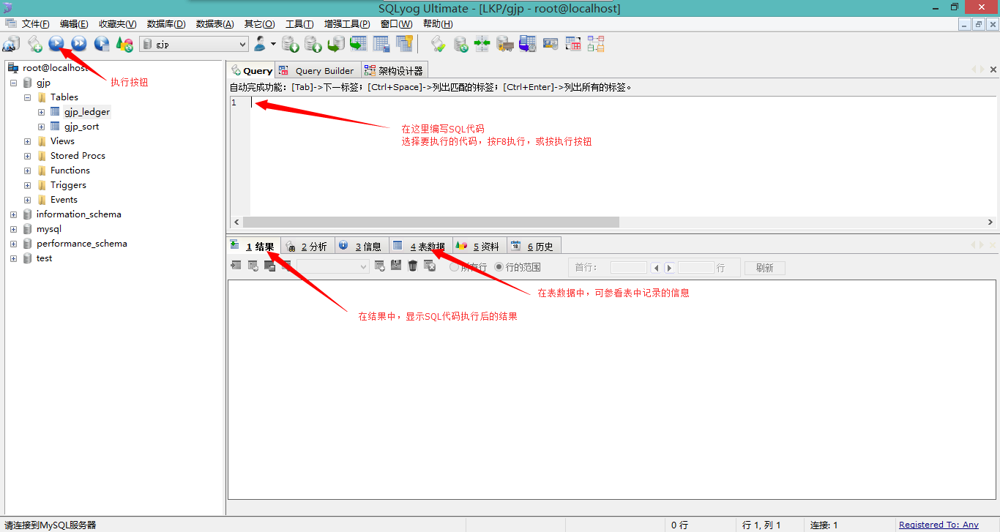 SQLyog Ultimate - [LKP/gjp - root@localhost]
文件(F) 编辑(E) 收藏夹(V) 数据库(D) 数据表(A) 其它(O) 工具(T) 增强工具(P) 窗口(W) 帮助(H)
gjp
root@localhost
执行按钮
gjp
Tables
gjp_ledger
gjp_sort
Views
Stored Procs
Functions
Triggers
Events
information_schema
mysql
performance_schema
test
Query Query Builder 架构设计器
自动完成功能: [Tab]->下一标签; [Ctrl+Space]->列出匹配的标签; [Ctrl+Enter]->列出所有的标签。
1
在这里编写SQL代码
选择要执行的代码，按F8执行，或按执行按钮
1 结果 2 分析 3 信息 4 表数据 5 资料 6 历史
所有行 行的范围 首行: 行 刷新
在表数据中，可参看表中记录的信息
在结果中，显示SQL代码执行后的结果
请连接到MySQL服务器 0 行 行 1, 列 1 连接: 1 Registered To: Any